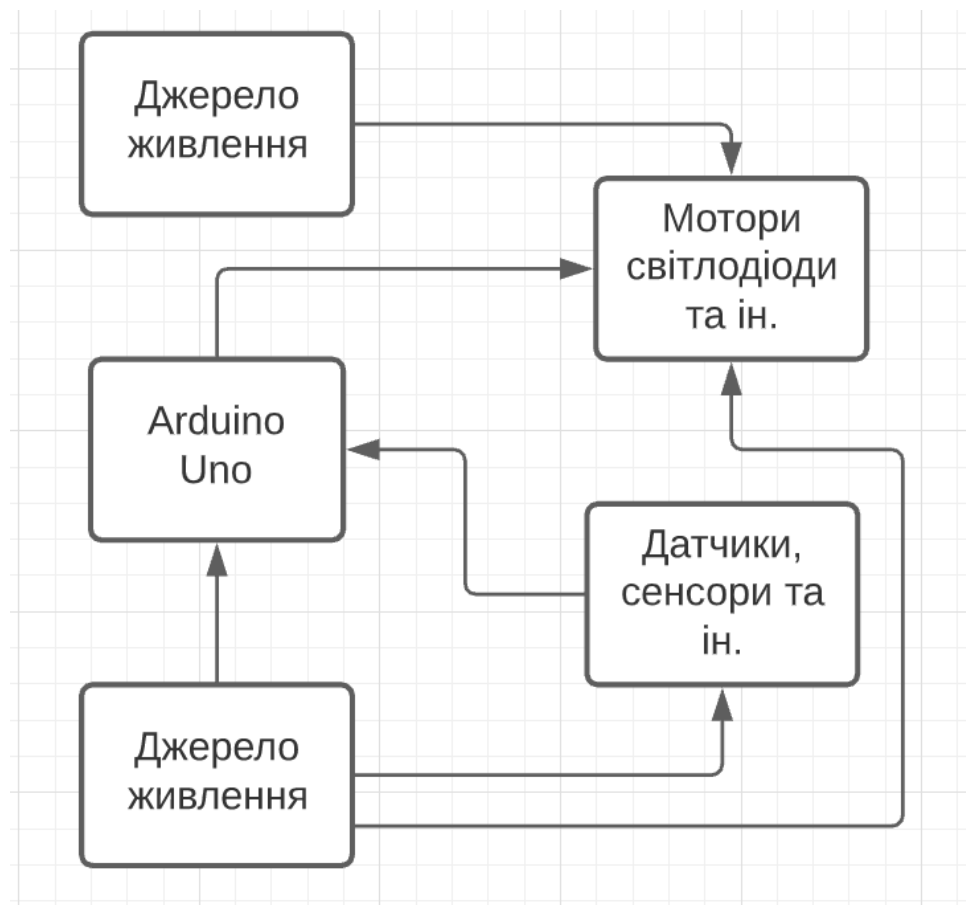 Джерело
живлення
Мотори
світлодіоди
та ін.
Arduino
Uno
Датчики,
сенсори та
ін.
Джерело
живлення